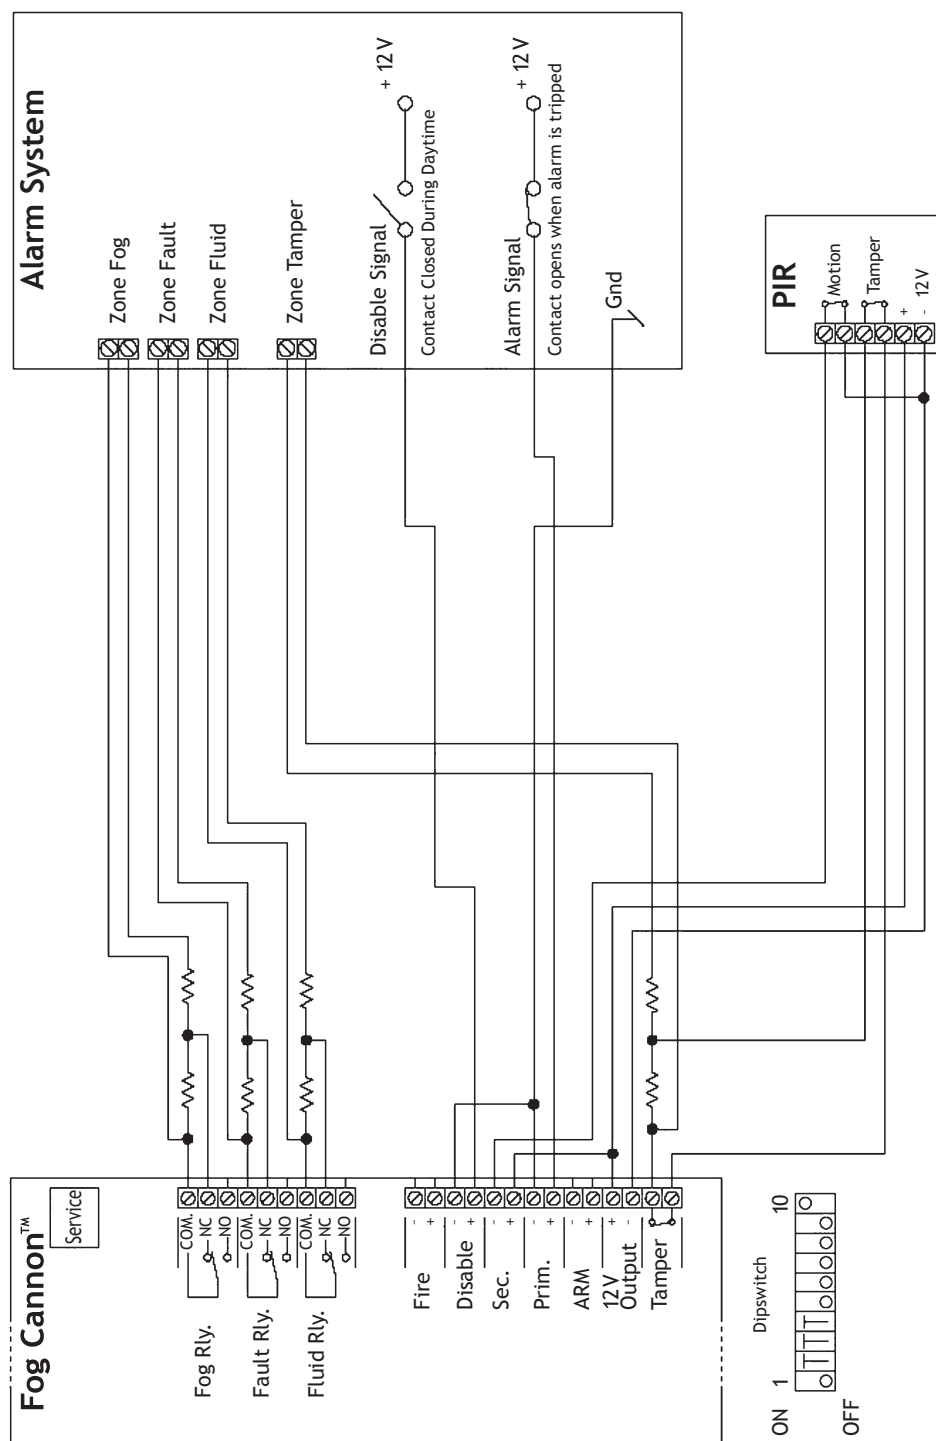 Alarm System
Zone Fog
Zone Fault
Zone Fluid
Zone Tamper
Disable Signal
+ 12 V
Contact Closed During Daytime
Alarm Signal
+ 12 V
Contact opens when alarm is tripped
Gnd
PIR
Motion
Tamper
+
-
12 V
Fog Cannon™
Service
Fog Rly.
COM.
NC
NO
Fault Rly.
COM.
NC
NO
Fluid Rly.
COM.
NC
NO
Fire
-
+
Disable
-
+
Sec.
-
+
Prim.
-
+
ARM
-
+
12 V
Output
+
-
Tamper
Dipswitch
ON
1
10
OFF